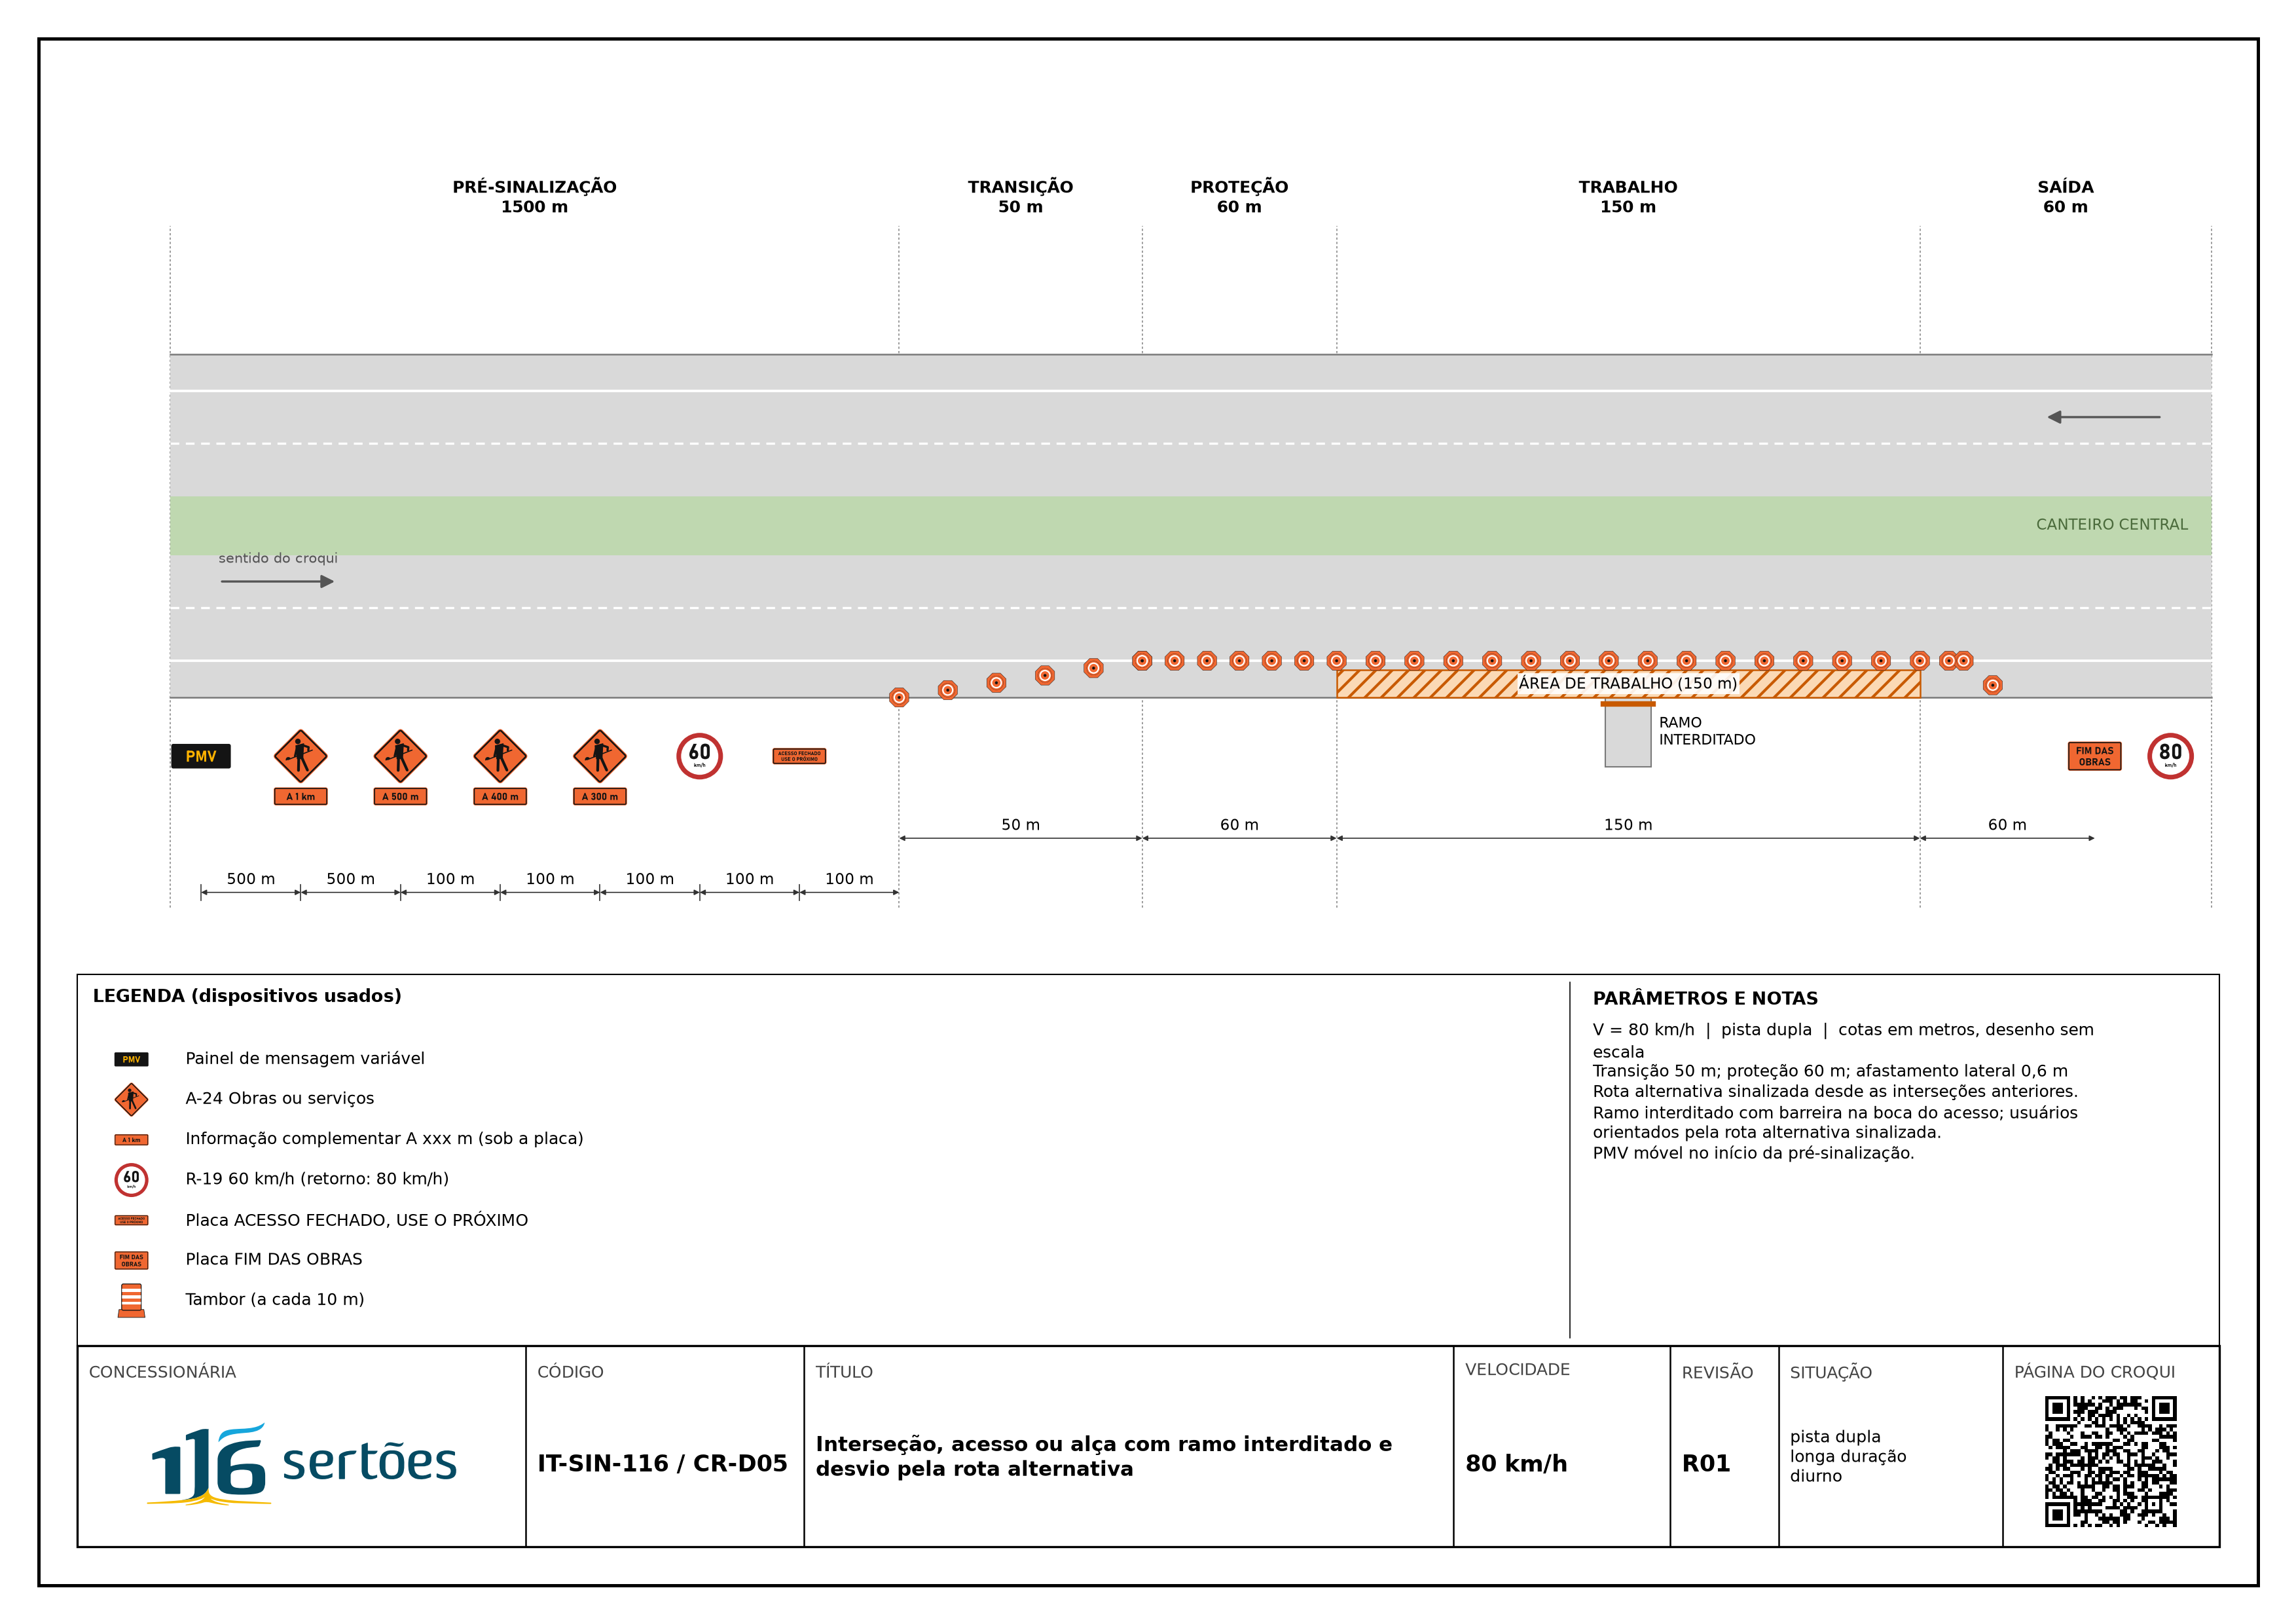 PRÉ-SINALIZAÇÃO
1500 m
TRANSIÇÃO
50 m
PROTEÇÃO
60 m
TRABALHO
150 m
SAÍDA
60 m
CANTEIRO CENTRAL
sentido do croqui
ÁREA DE TRABALHO (150 m)
RAMO
INTERDITADO
PMV
A 1 km
A 500 m
A 400 m
A 300 m
60
km/h
ACESSO FECHADO
USE O PRÓXIMO
FIM DAS
OBRAS
80
km/h
50 m
60 m
150 m
60 m
500 m
500 m
100 m
100 m
100 m
100 m
100 m
LEGENDA (dispositivos usados)
PMV
Painel de mensagem variável
A-24 Obras ou serviços
A 1 km
Informação complementar A xxx m (sob a placa)
60
km/h
R-19 60 km/h (retorno: 80 km/h)
ACESSO FECHADO
USE O PRÓXIMO
Placa ACESSO FECHADO, USE O PRÓXIMO
FIM DAS
OBRAS
Placa FIM DAS OBRAS
Tambor (a cada 10 m)
PARÂMETROS E NOTAS
V = 80 km/h | pista dupla | cotas em metros, desenho sem
escala
Transição 50 m; proteção 60 m; afastamento lateral 0,6 m
Rota alternativa sinalizada desde as interseções anteriores.
Ramo interditado com barreira na boca do acesso; usuários
orientados pela rota alternativa sinalizada.
PMV móvel no início da pré-sinalização.
CONCESSIONÁRIA
116 sertões
CÓDIGO
IT-SIN-116 / CR-D05
TÍTULO
Interseção, acesso ou alça com ramo interditado e
desvio pela rota alternativa
VELOCIDADE
80 km/h
REVISÃO
R01
SITUAÇÃO
pista dupla
longa duração
diurno
PÁGINA DO CROQUI